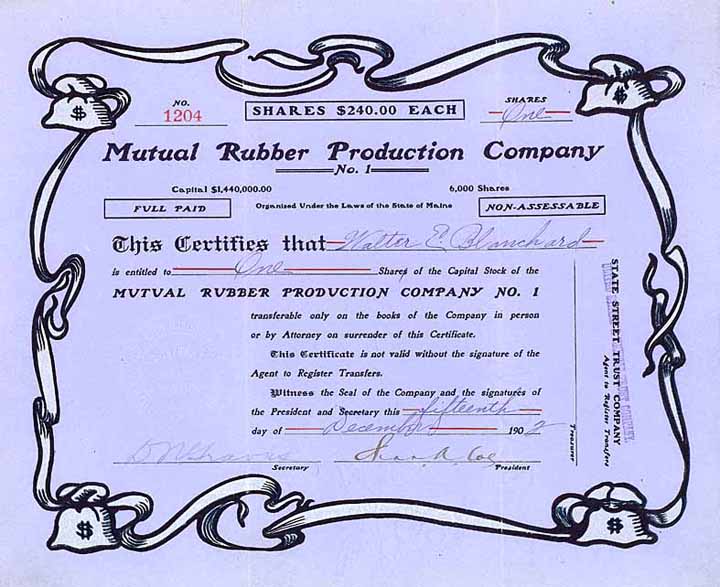 NO.
1204
SHARES $240.00 EACH
SHARES
One
Mutual Rubber Production Company
No. 1
Capital $1,440,000.00
6,000 Shares
FULL PAID
Organized Under the Laws of the State of Maine
NON-ASSESSABLE
This Certifies that Walter E. Blanchard
is entitled to One Shares of the Capital Stock of the
MUTUAL RUBBER PRODUCTION COMPANY NO. 1
transferable only on the books of the Company in person
or by Attorney on surrender of this Certificate.
This Certificate is not valid without the signature of the
Agent to Register Transfers.
Witness the Seal of the Company and the signatures of
the President and Secretary this fifteenth
day of December 1902
Secretary
Chas. A. Coe
President
Treasurer
STATE STREET TRUST COMPANY
Agent to Register Transfers
$
$
$
$